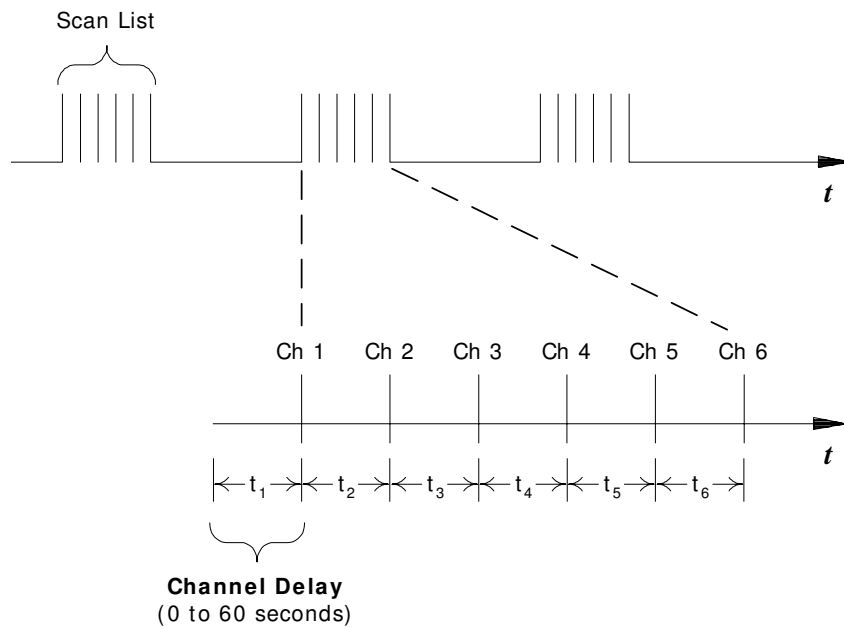 Scan List
t
Ch 1 Ch 2 Ch 3 Ch 4 Ch 5 Ch 6
t
t1 t2 t3 t4 t5 t6
Channel Delay
(0 to 60 seconds)